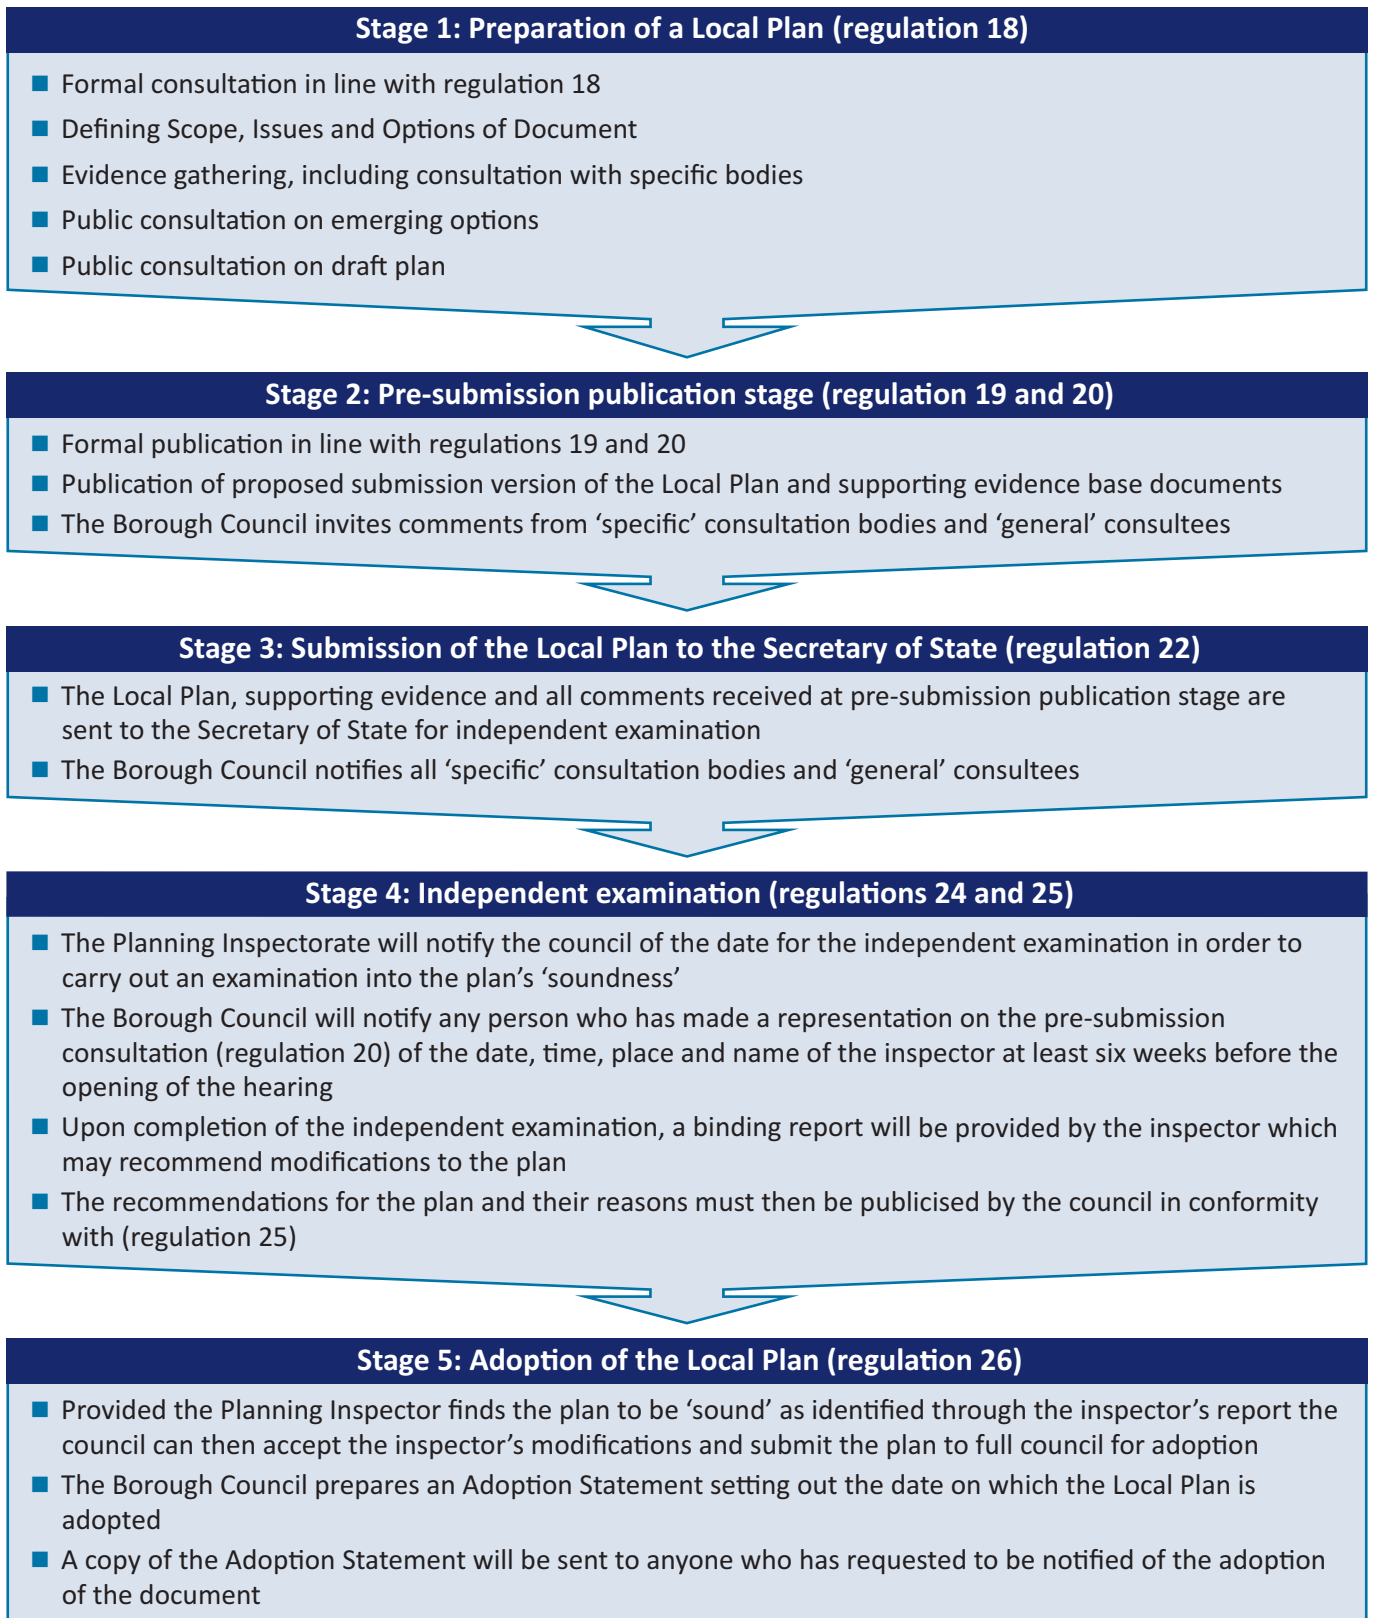 Stage 1: Preparation of a Local Plan (regulation 18)
Formal consultation in line with regulation 18
Defining Scope, Issues and Options of Document
Evidence gathering, including consultation with specific bodies
Public consultation on emerging options
Public consultation on draft plan
Stage 2: Pre-submission publication stage (regulation 19 and 20)
Formal publication in line with regulations 19 and 20
Publication of proposed submission version of the Local Plan and supporting evidence base documents
The Borough Council invites comments from ‘specific’ consultation bodies and ‘general’ consultees
Stage 3: Submission of the Local Plan to the Secretary of State (regulation 22)
The Local Plan, supporting evidence and all comments received at pre-submission publication stage are
sent to the Secretary of State for independent examination
The Borough Council notifies all ‘specific’ consultation bodies and ‘general’ consultees
Stage 4: Independent examination (regulations 24 and 25)
The Planning Inspectorate will notify the council of the date for the independent examination in order to
carry out an examination into the plan’s ‘soundness’
The Borough Council will notify any person who has made a representation on the pre-submission
consultation (regulation 20) of the date, time, place and name of the inspector at least six weeks before the
opening of the hearing
Upon completion of the independent examination, a binding report will be provided by the inspector which
may recommend modifications to the plan
The recommendations for the plan and their reasons must then be publicised by the council in conformity
with (regulation 25)
Stage 5: Adoption of the Local Plan (regulation 26)
Provided the Planning Inspector finds the plan to be ‘sound’ as identified through the inspector’s report the
council can then accept the inspector’s modifications and submit the plan to full council for adoption
The Borough Council prepares an Adoption Statement setting out the date on which the Local Plan is
adopted
A copy of the Adoption Statement will be sent to anyone who has requested to be notified of the adoption
of the document